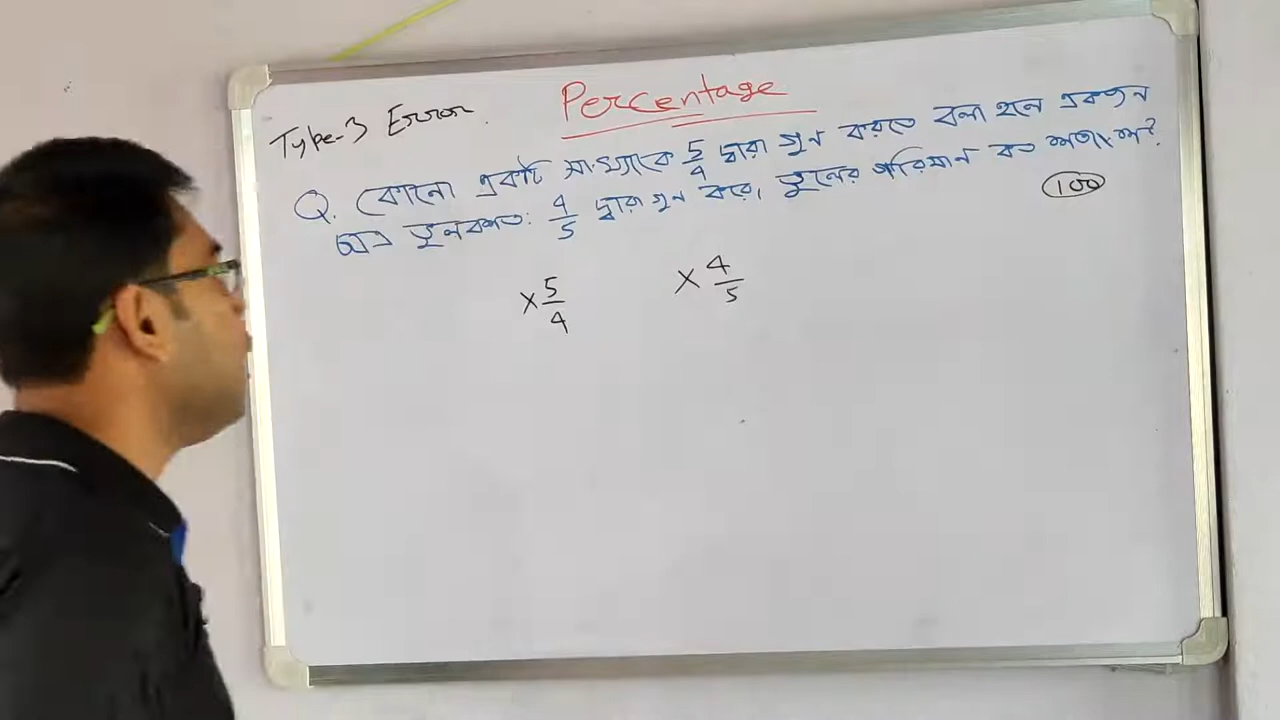 Percentage
Type-3 Error.
Q. কোনো একটি সংখ্যাকে 5/4 দ্বারা গুন করতে বলা হলে একজন
ছাত্র ভুলবশত: 4/5 দ্বারা গুন করে। ভুলের পরিমান কত শতাংশ?
100
×5/4 ×4/5